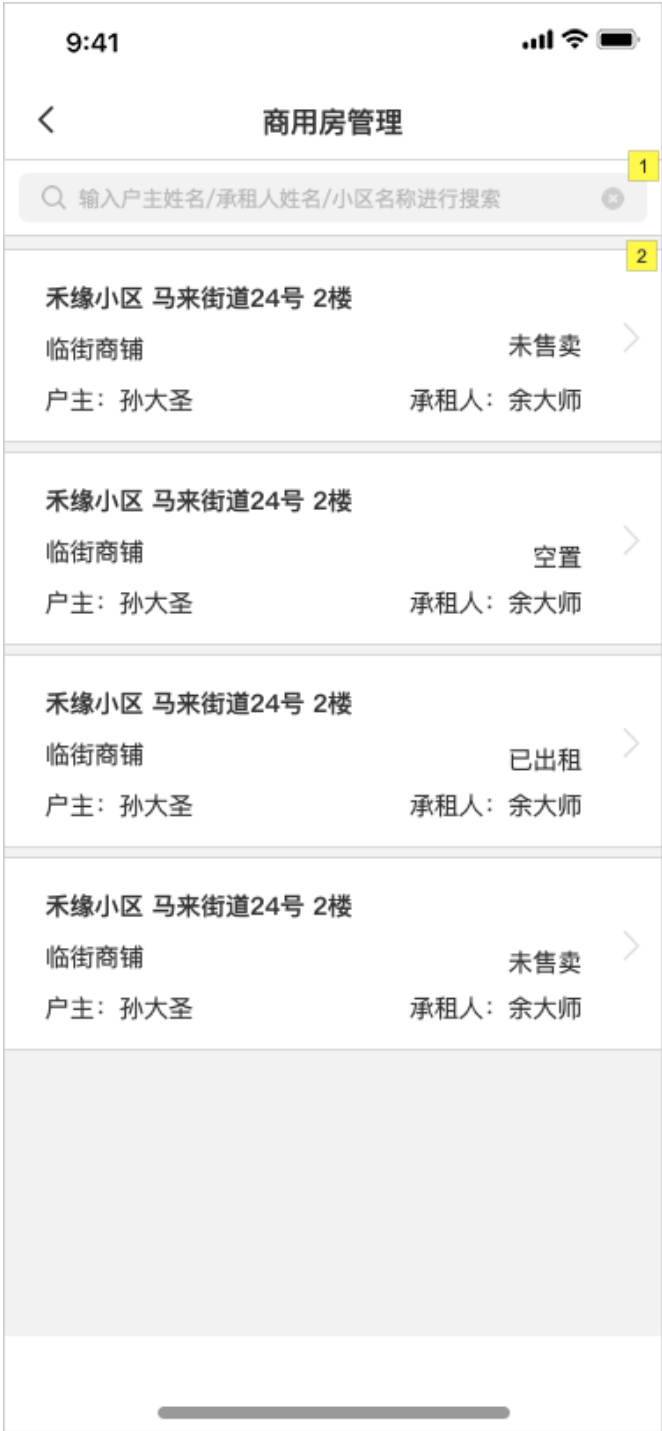 9:41
商用房管理
1
输入户主姓名/承租人姓名/小区名称进行搜索
2
禾缘小区 马来街道24号 2楼
临街商铺 未售卖
户主：孙大圣 承租人：余大师
禾缘小区 马来街道24号 2楼
临街商铺 空置
户主：孙大圣 承租人：余大师
禾缘小区 马来街道24号 2楼
临街商铺 已出租
户主：孙大圣 承租人：余大师
禾缘小区 马来街道24号 2楼
临街商铺 未售卖
户主：孙大圣 承租人：余大师